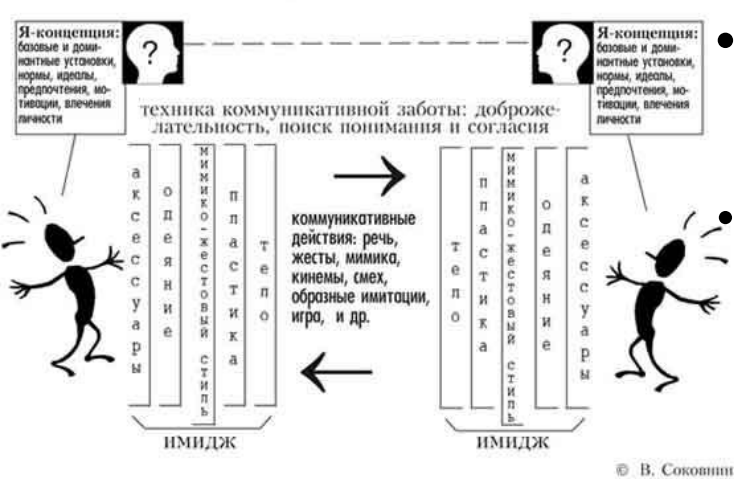 Я-концепция:
базовые и доми-
нантные установки,
нормы, идеалы,
предпочтения, мо-
тивации, влечения
личности
?
?
Я-концепция:
базовые и доми-
нантные установки,
нормы, идеалы,
предпочтения, мо-
тивации, влечения
личности
техника коммуникативной заботы: доброже-
лательность, поиск понимания и согласия
аксессуары
одеяние
мимико-жестовый стиль
пластика
тело
коммуникативные
действия: речь,
жесты, мимика,
кинемы, смех,
образные имитации,
игра, и др.
тело
пластика
мимико-жестовый стиль
одеяние
аксессуары
имидж
имидж
© В. Соковнин